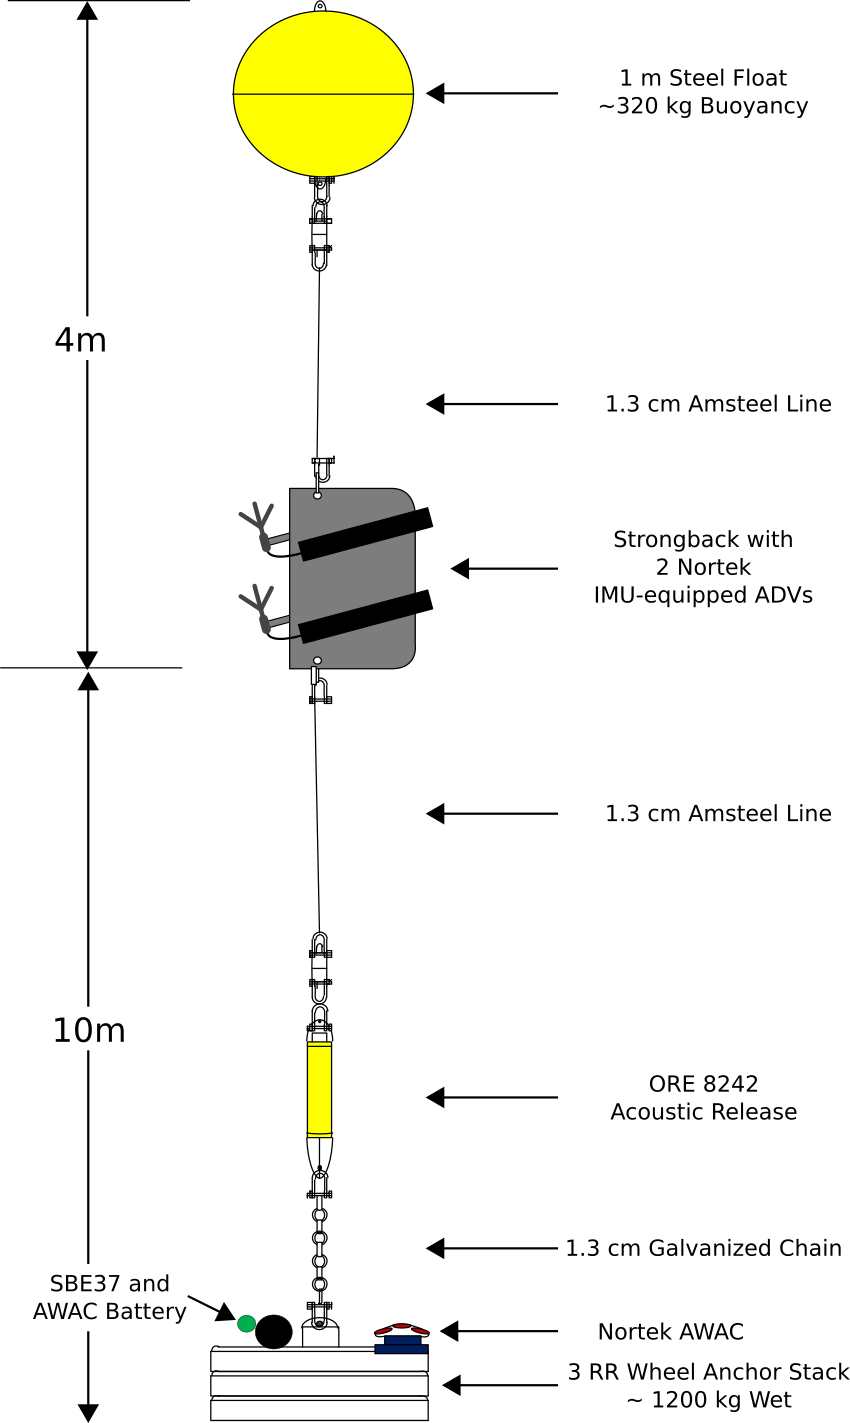 1 m Steel Float
~320 kg Buoyancy
4m
1.3 cm Amsteel Line
Strongback with
2 Nortek
IMU-equipped ADVs
1.3 cm Amsteel Line
10m
ORE 8242
Acoustic Release
1.3 cm Galvanized Chain
SBE37 and
AWAC Battery
Nortek AWAC
3 RR Wheel Anchor Stack
~ 1200 kg Wet